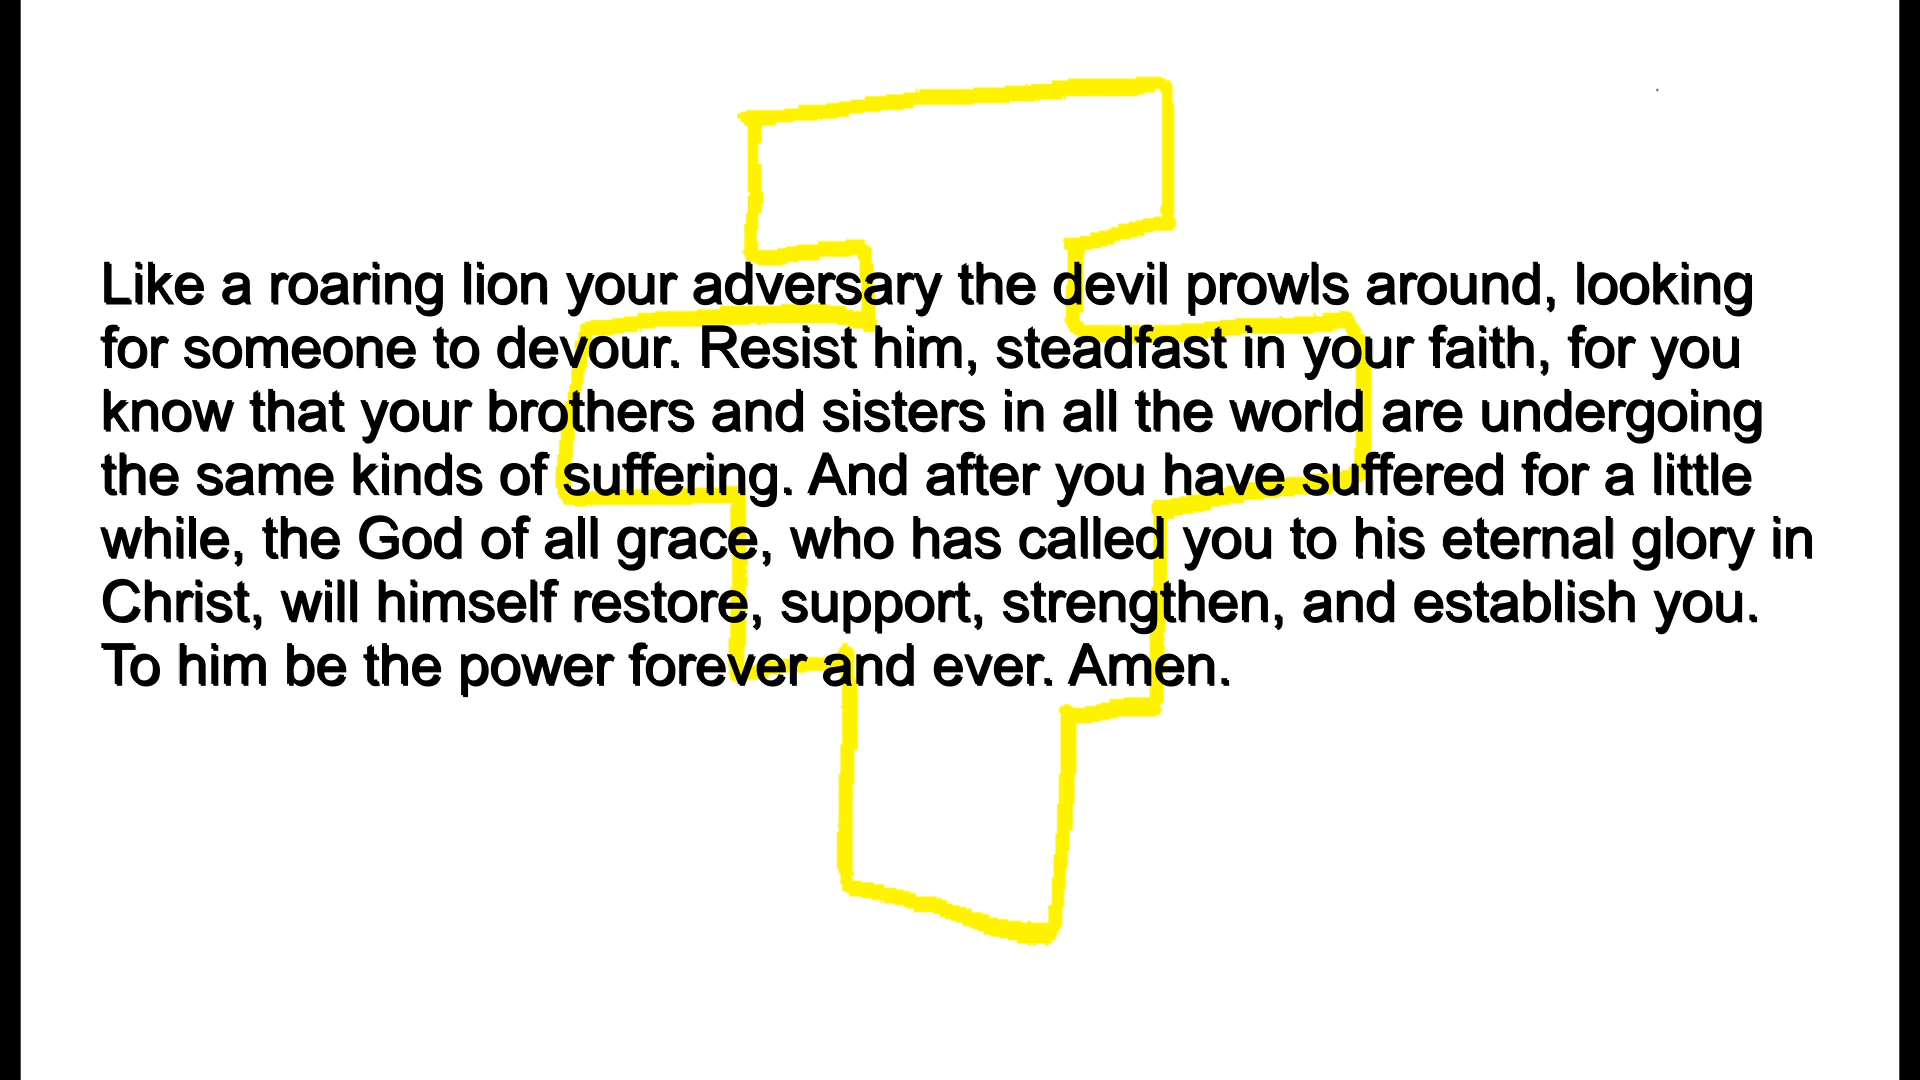 Like a roaring lion your adversary the devil prowls around, looking
for someone to devour. Resist him, steadfast in your faith, for you
know that your brothers and sisters in all the world are undergoing
the same kinds of suffering. And after you have suffered for a little
while, the God of all grace, who has called you to his eternal glory in
Christ, will himself restore, support, strengthen, and establish you.
To him be the power forever and ever. Amen.